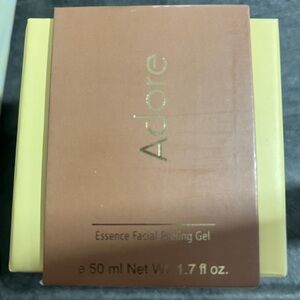 Adore
Essence Facial Peeling Gel
e 50 ml Net Wt. 1.7 fl oz.